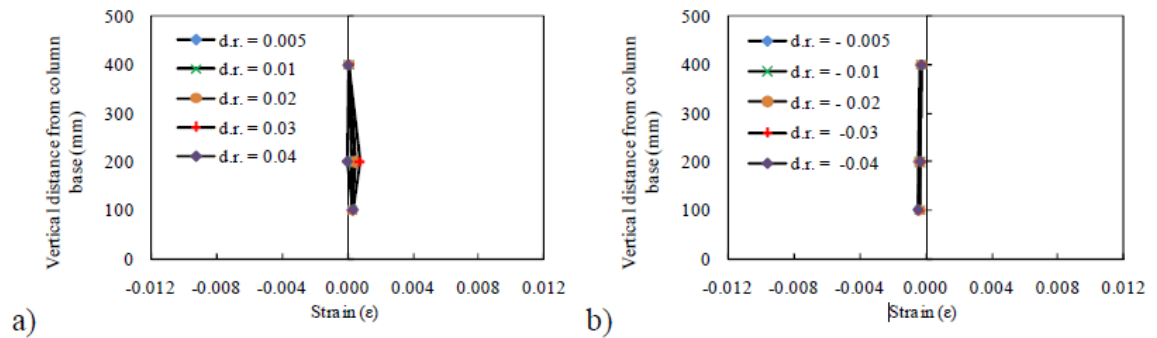 Vertical distance from column
base (mm)
500
400
300
200
100
0
d.r. = 0.005
d.r. = 0.01
d.r. = 0.02
d.r. = 0.03
d.r. = 0.04
-0.012 -0.008 -0.004 0.000 0.004 0.008 0.012
Strain (ε)
a)
Vertical distance from column
base (mm)
500
400
300
200
100
0
d.r. = - 0.005
d.r. = - 0.01
d.r. = - 0.02
d.r. = -0.03
d.r. = -0.04
-0.012 -0.008 -0.004 0.000 0.004 0.008 0.012
Strain (ε)
b)